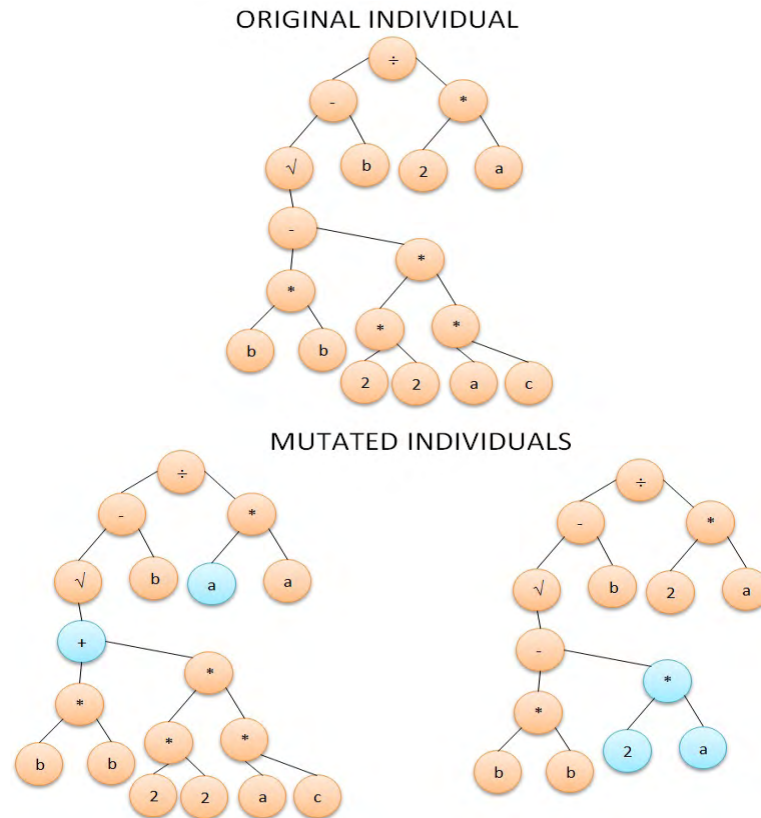 ORIGINAL INDIVIDUAL
÷
- *
√ b 2 a
-
*
*
* *
b b
2 2 a c
MUTATED INDIVIDUALS
÷
- *
√ b a a
+
*
*
* *
b b
2 2 a c
÷
- *
√ b 2 a
-
*
*
2 a
b b